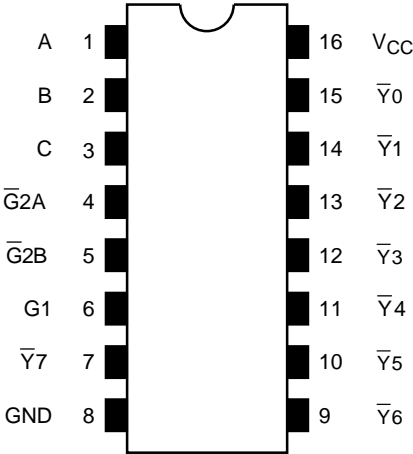 A 1 16 V_CC
B 2 15 Y̅0
C 3 14 Y̅1
G̅2A 4 13 Y̅2
G̅2B 5 12 Y̅3
G1 6 11 Y̅4
Y̅7 7 10 Y̅5
GND 8 9 Y̅6